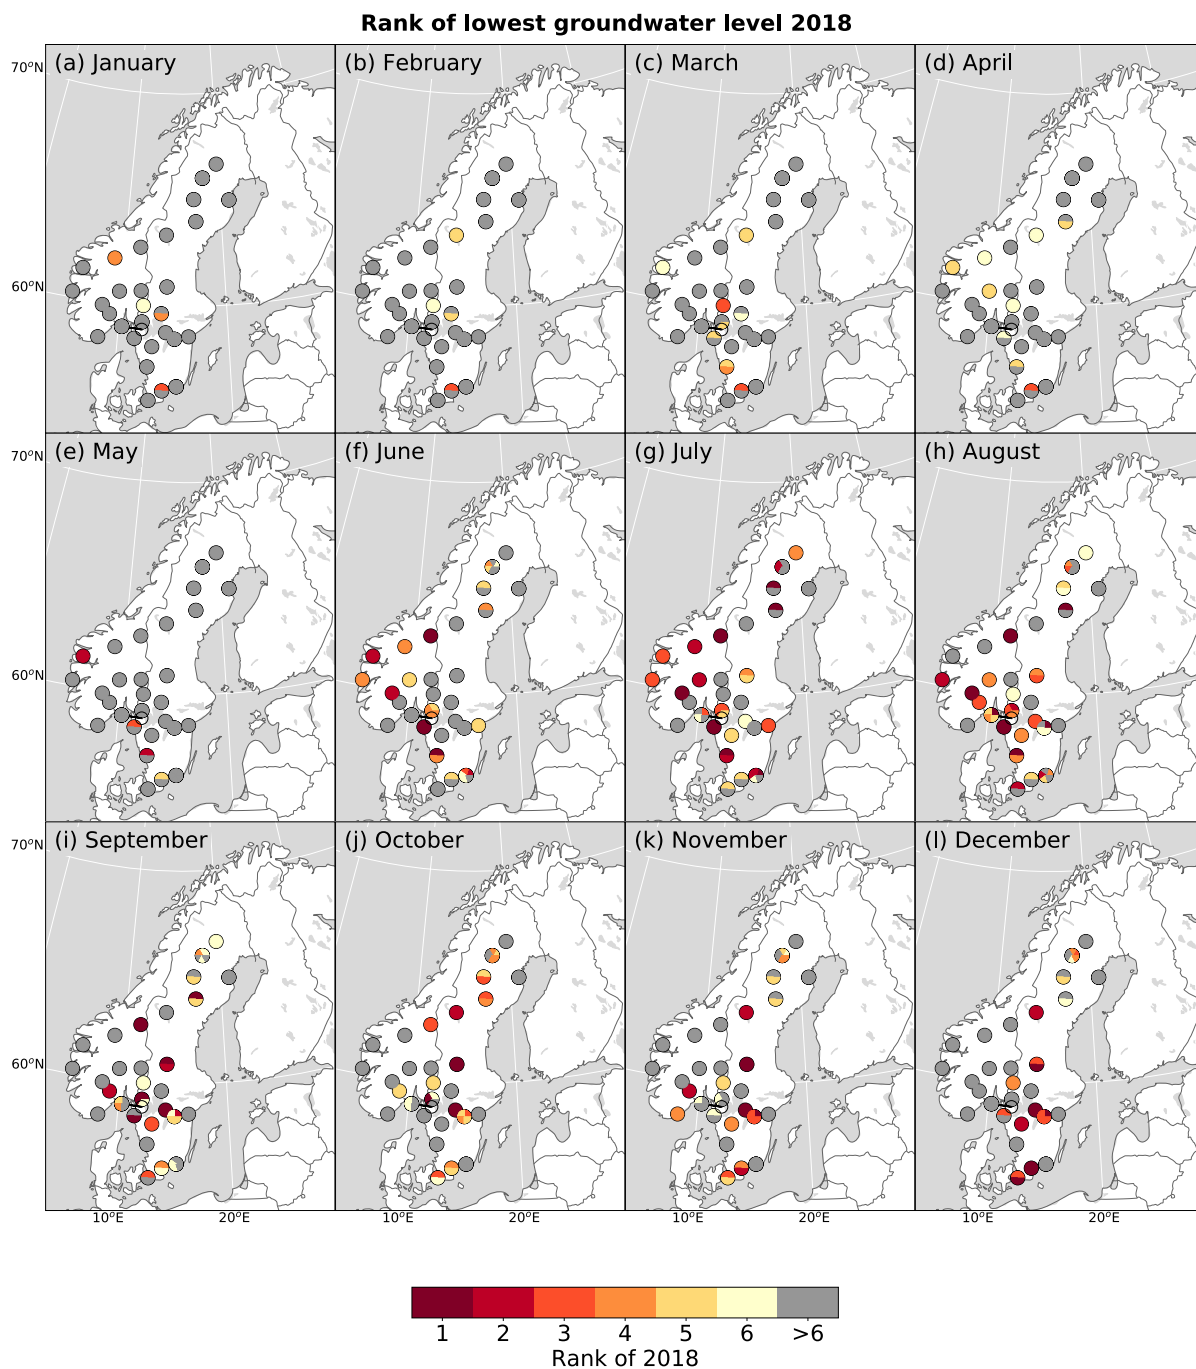 Rank of lowest groundwater level 2018
(a) January
(b) February
(c) March
(d) April
70°N
60°N
(e) May
(f) June
(g) July
(h) August
70°N
60°N
(i) September
(j) October
(k) November
(l) December
70°N
60°N
10°E 20°E 10°E 20°E 10°E 20°E 10°E 20°E
1 2 3 4 5 6 >6
Rank of 2018